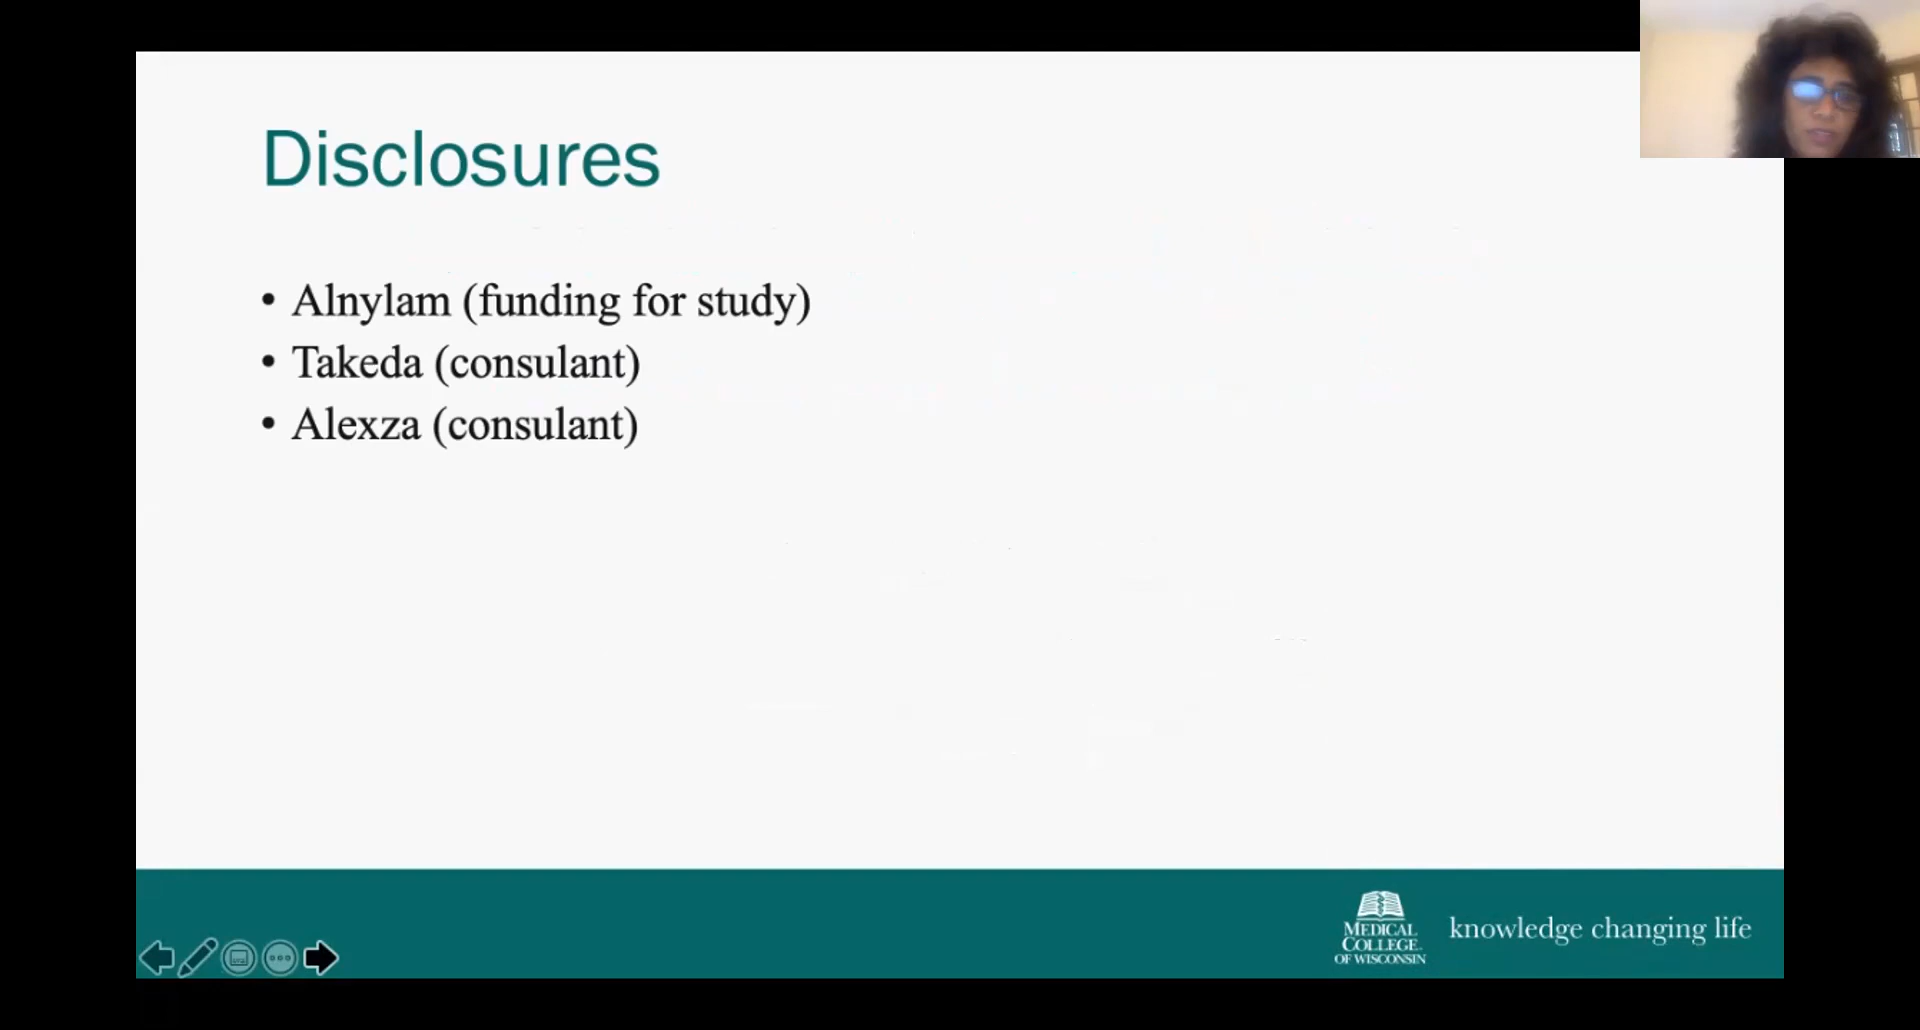 Disclosures
• Alnylam (funding for study)
• Takeda (consulant)
• Alexza (consulant)
MEDICAL
COLLEGE
OF WISCONSIN
knowledge changing life